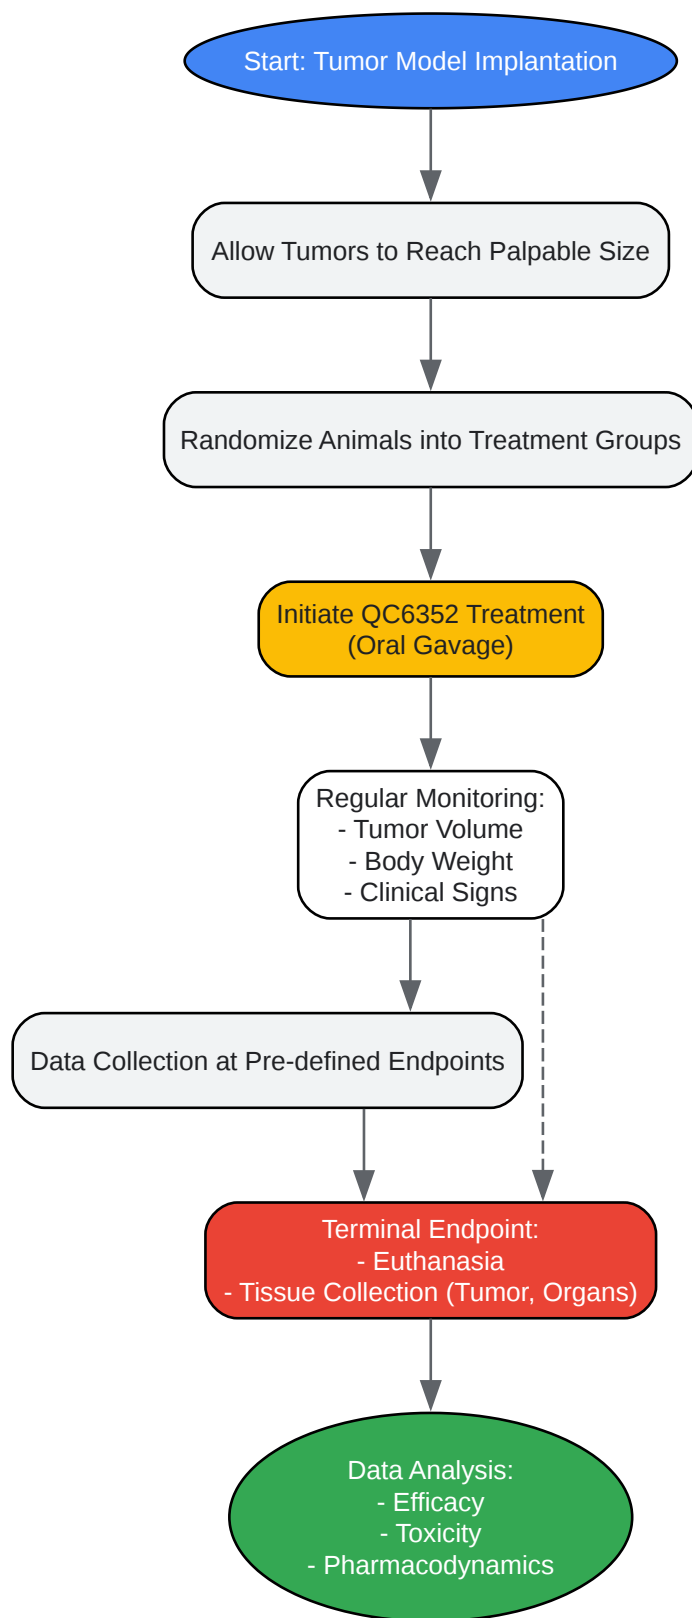 Start: Tumor Model Implantation
Allow Tumors to Reach Palpable Size
Randomize Animals into Treatment Groups
Initiate QC6352 Treatment
(Oral Gavage)
Regular Monitoring:
- Tumor Volume
- Body Weight
- Clinical Signs
Data Collection at Pre-defined Endpoints
Terminal Endpoint:
- Euthanasia
- Tissue Collection (Tumor, Organs)
Data Analysis:
- Efficacy
- Toxicity
- Pharmacodynamics